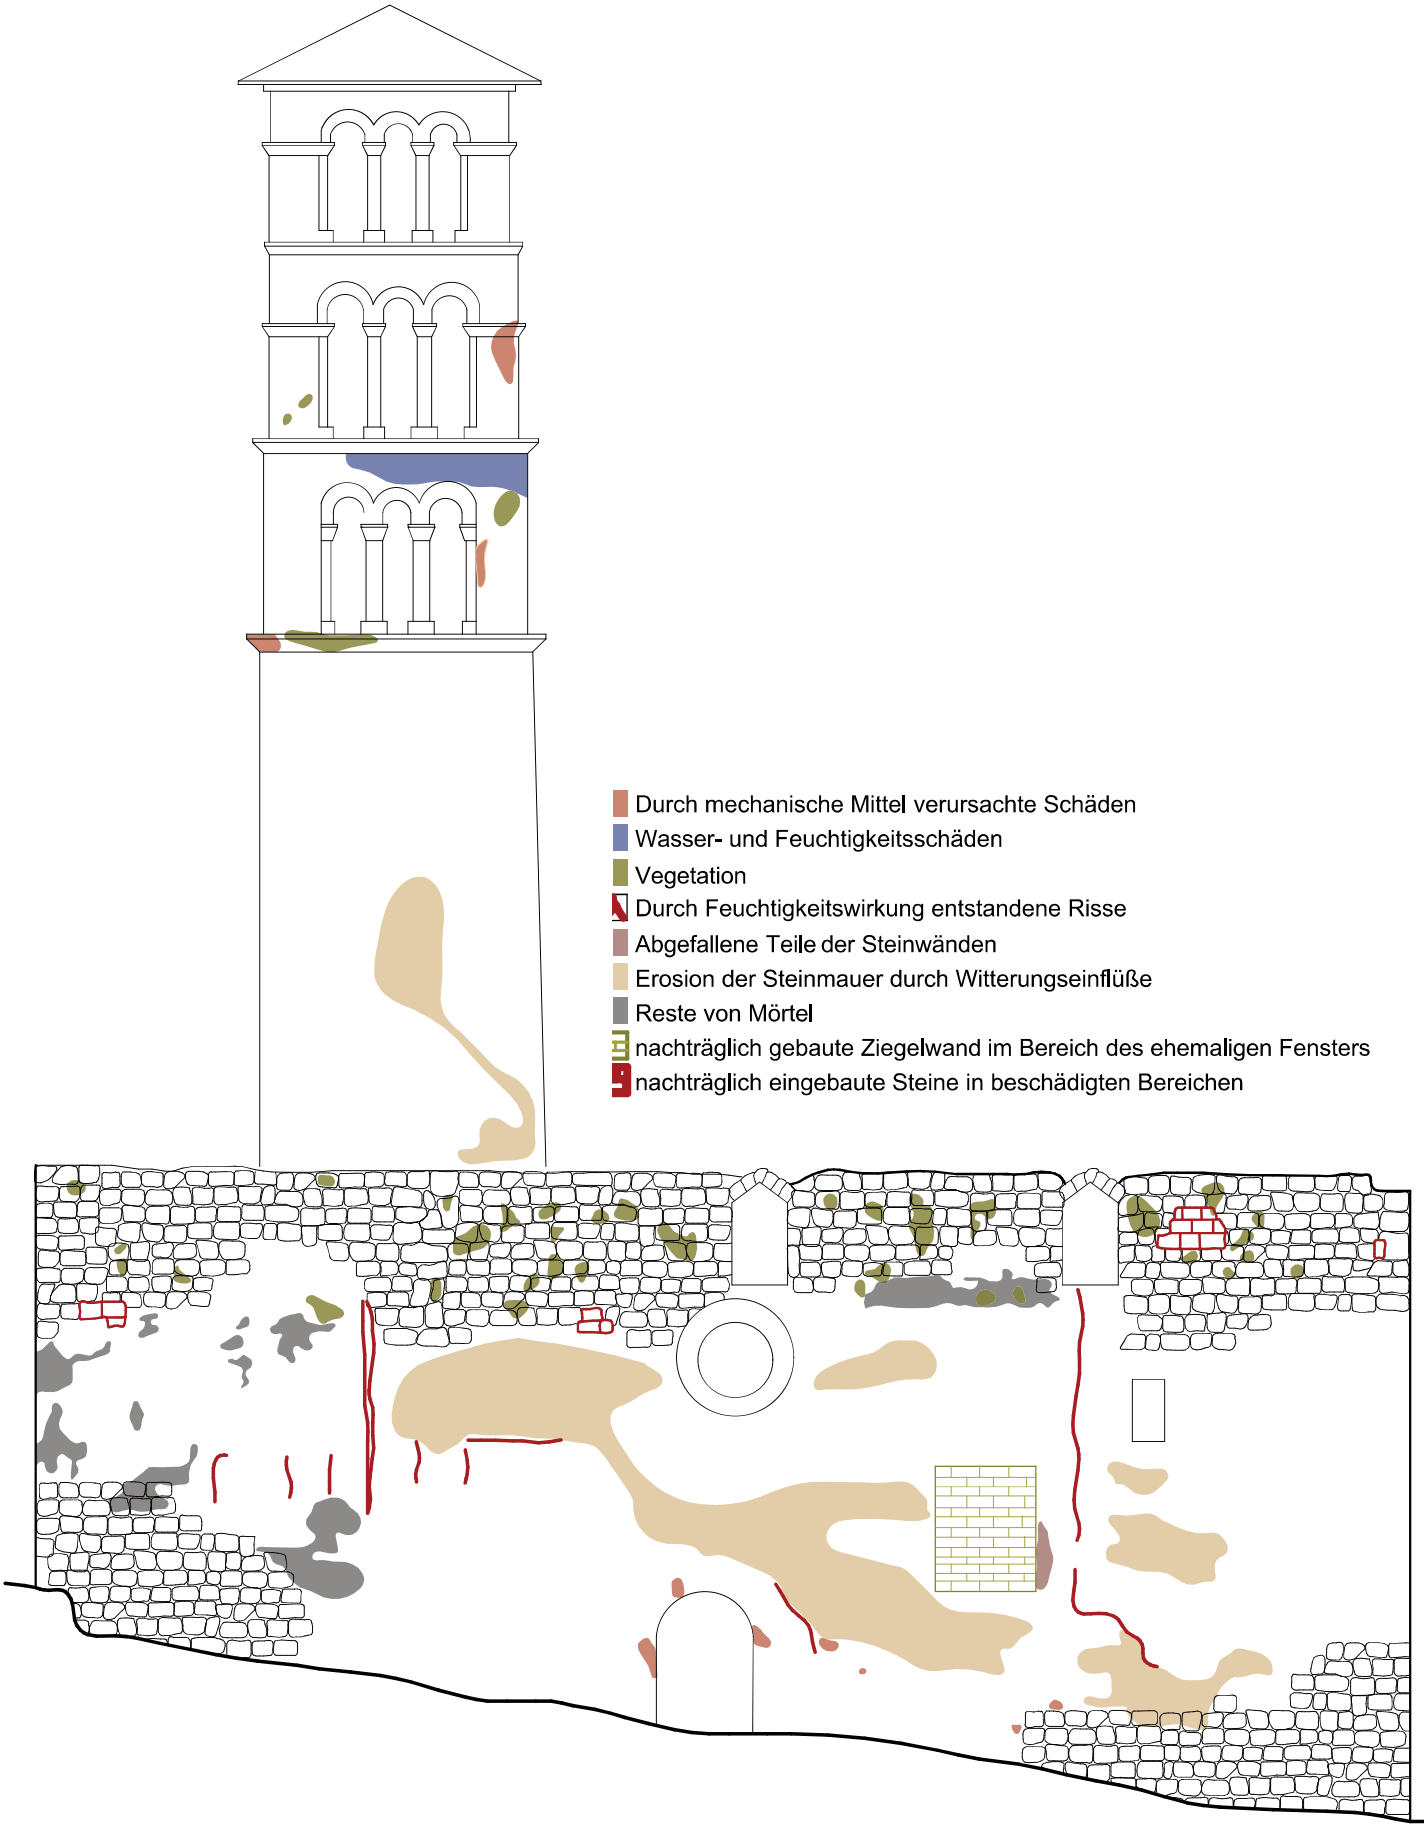 Durch mechanische Mittel verursachte Schäden
Wasser- und Feuchtigkeitsschäden
Vegetation
Durch Feuchtigkeitswirkung entstandene Risse
Abgefallene Teile der Steinwänden
Erosion der Steinmauer durch Witterungseinflüße
Reste von Mörtel
nachträglich gebaute Ziegelwand im Bereich des ehemaligen Fensters
nachträglich eingebaute Steine in beschädigten Bereichen